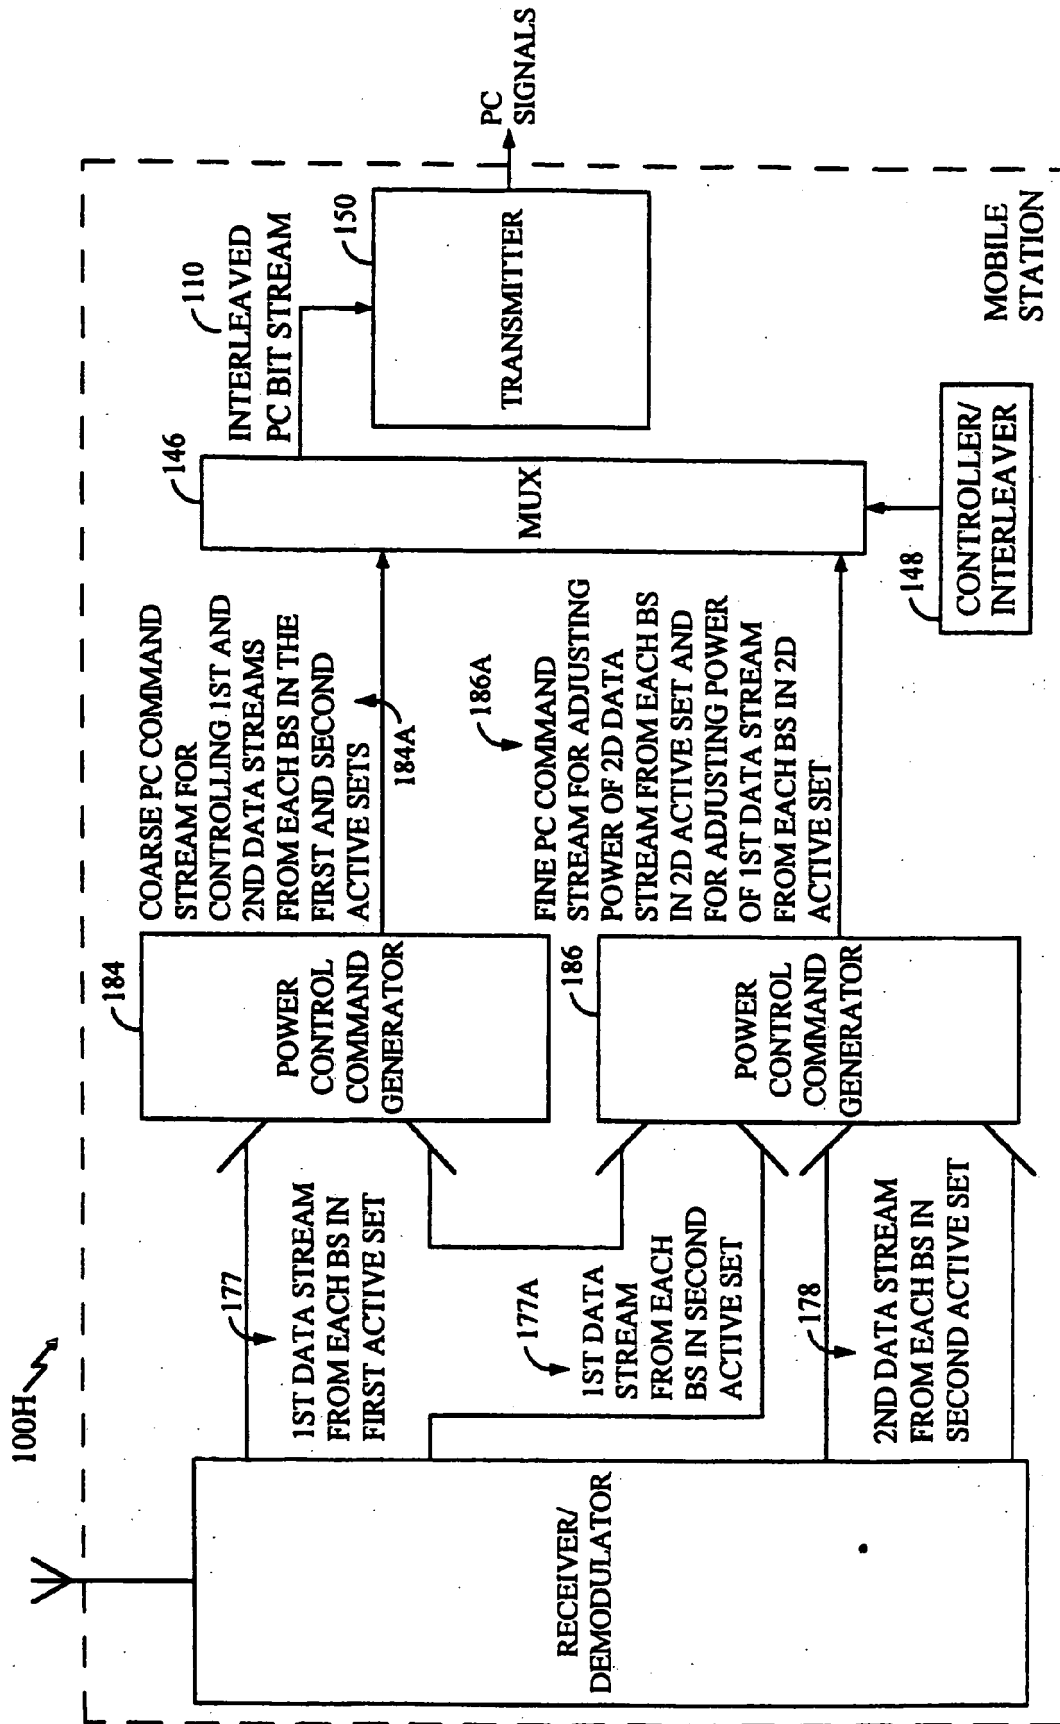 100H
RECEIVER/
DEMODULATOR
177
1ST DATA STREAM
FROM EACH BS IN
FIRST ACTIVE SET
177A
1ST DATA
STREAM
FROM EACH
BS IN SECOND
ACTIVE SET
178
2ND DATA STREAM
FROM EACH BS IN
SECOND ACTIVE SET
184
POWER
CONTROL
COMMAND
GENERATOR
186
POWER
CONTROL
COMMAND
GENERATOR
COARSE PC COMMAND
STREAM FOR
CONTROLLING 1ST AND
2ND DATA STREAMS
FROM EACH BS IN THE
FIRST AND SECOND
ACTIVE SETS
184A
186A
FINE PC COMMAND
STREAM FOR ADJUSTING
POWER OF 2D DATA
STREAM FROM EACH BS
IN 2D ACTIVE SET AND
FOR ADJUSTING POWER
OF 1ST DATA STREAM
FROM EACH BS IN 2D
ACTIVE SET
146
MUX
148
CONTROLLER/
INTERLEAVER
110
INTERLEAVED
PC BIT STREAM
150
TRANSMITTER
PC
SIGNALS
MOBILE
STATION